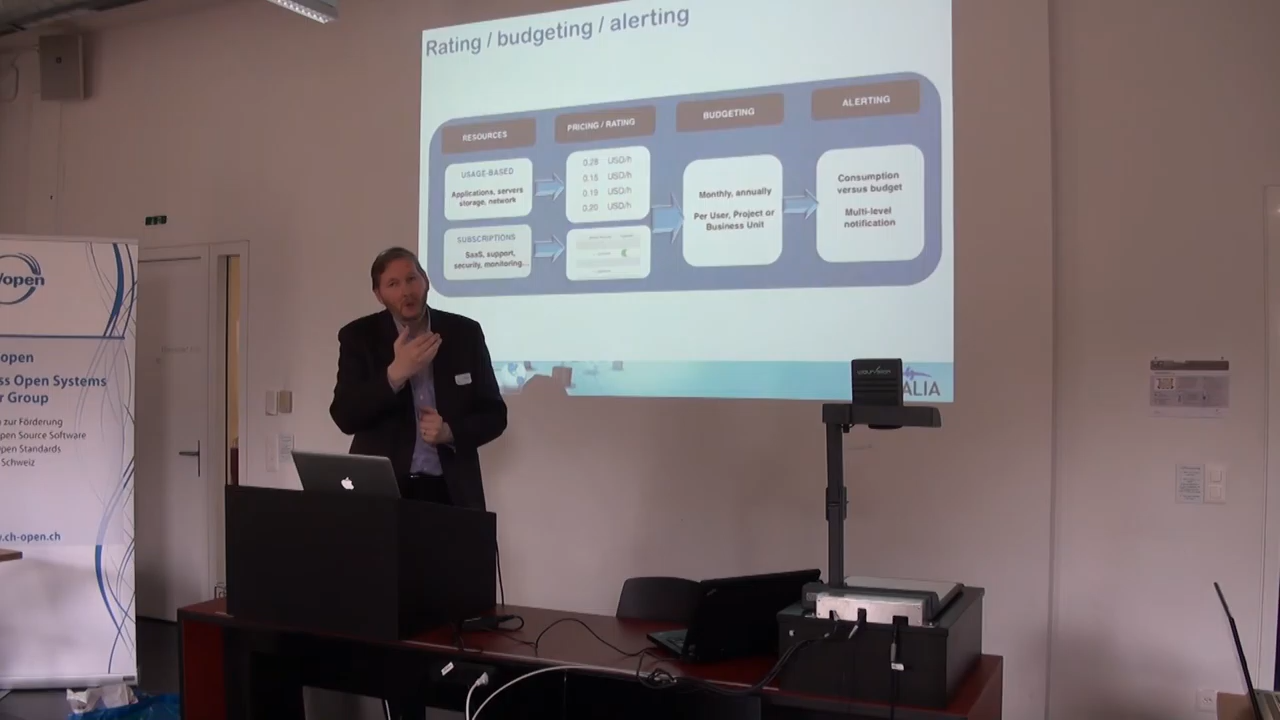 Rating / budgeting / alerting
RESOURCES
PRICING / RATING
BUDGETING
ALERTING
USAGE-BASED
Applications, servers
storage, network
SUBSCRIPTIONS
SaaS, support,
security, monitoring...
0,28 USD/h
0.15 USD/h
0.19 USD/h
0,20 USD/h
Monthly, annually
Per User, Project or
Business Unit
Consumption
versus budget
Multi-level
notification
ALIA
/open
open
ss Open Systems
r Group
zur Förderung
pen Source Software
pen Standards
Schweiz
.ch-open.ch